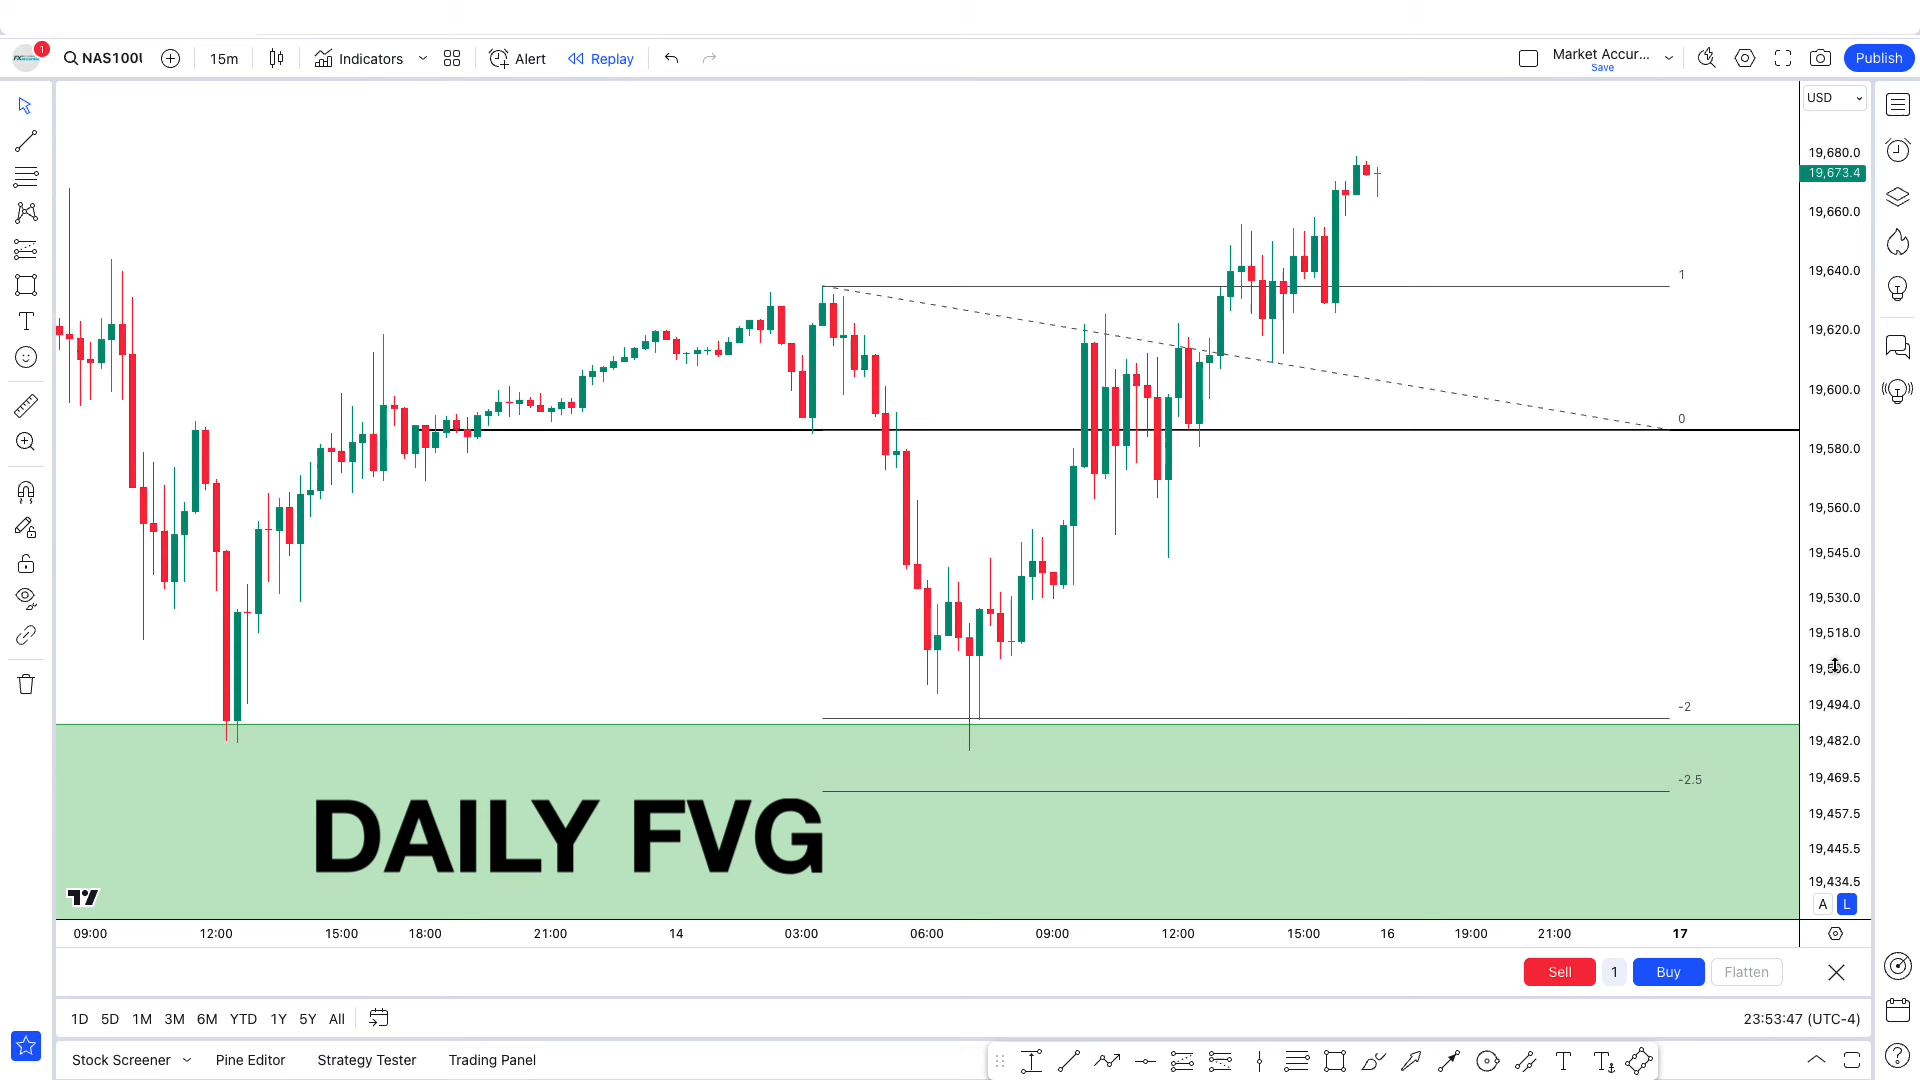 1
NAS100U
15m
Indicators
Alert
Replay
Market Accur...
Save
Publish
USD
19,680.0
19,673.4
19,660.0
19,640.0
19,620.0
19,600.0
19,580.0
19,560.0
19,545.0
19,530.0
19,518.0
19,494.0
19,482.0
19,469.5
19,457.5
19,445.5
19,434.5
1
0
-2
-2.5
DAILY FVG
A L
09:00 12:00 15:00 18:00 21:00 14 03:00 06:00 09:00 12:00 15:00 16 19:00 21:00 17
Sell 1 Buy Flatten
1D 5D 1M 3M 6M YTD 1Y 5Y All
23:53:47 (UTC-4)
Stock Screener Pine Editor Strategy Tester Trading Panel